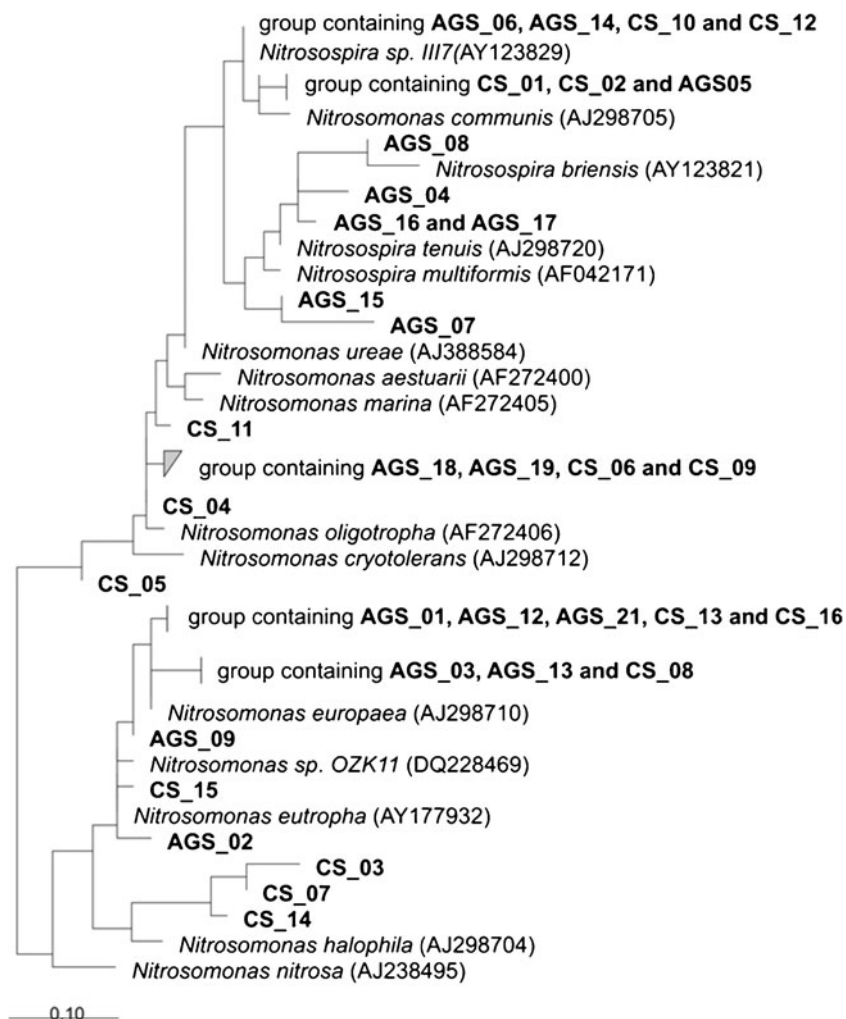 group containing AGS_06, AGS_14, CS_10 and CS_12
Nitrosospira sp. III7(AY123829)
group containing CS_01, CS_02 and AGS05
Nitrosomonas communis (AJ298705)
AGS_08
Nitrosospira briensis (AY123821)
AGS_04
AGS_16 and AGS_17
Nitrosospira tenuis (AJ298720)
Nitrosospira multiformis (AF042171)
AGS_15
AGS_07
Nitrosomonas ureae (AJ388584)
Nitrosomonas aestuarii (AF272400)
Nitrosomonas marina (AF272405)
CS_11
group containing AGS_18, AGS_19, CS_06 and CS_09
CS_04
Nitrosomonas oligotropha (AF272406)
Nitrosomonas cryotolerans (AJ298712)
CS_05
group containing AGS_01, AGS_12, AGS_21, CS_13 and CS_16
group containing AGS_03, AGS_13 and CS_08
Nitrosomonas europaea (AJ298710)
AGS_09
Nitrosomonas sp. OZK11 (DQ228469)
CS_15
Nitrosomonas eutropha (AY177932)
AGS_02
CS_03
CS_07
CS_14
Nitrosomonas halophila (AJ298704)
Nitrosomonas nitrosa (AJ238495)
0.10